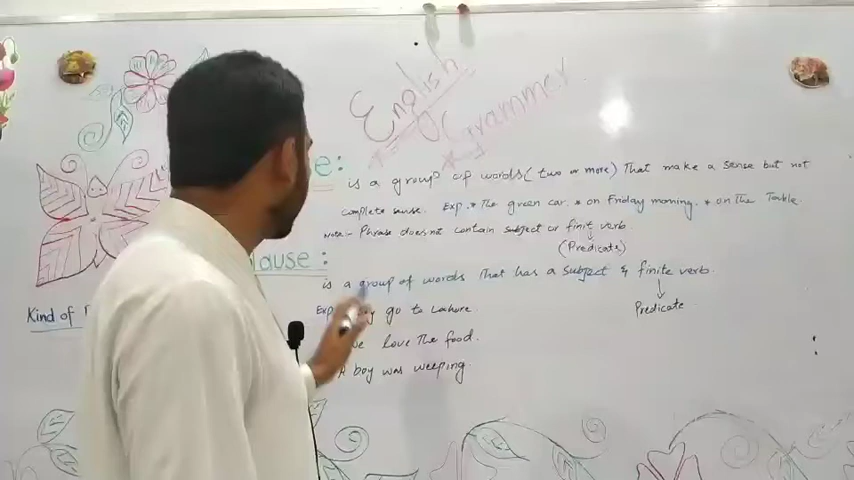 English
Grammer
e:
is a group of words (two or more) That make a sense but not
complete sense. Exp. * The green car. * on Friday morning. * on The Table
Note:- Phrase does not contain subject or finit verb
(Predicate)
lause:
is a group of words That has a subject & finite verb.
Predicate
Kind of
Exp go to Lahore.
we love The food.
A boy was weeping